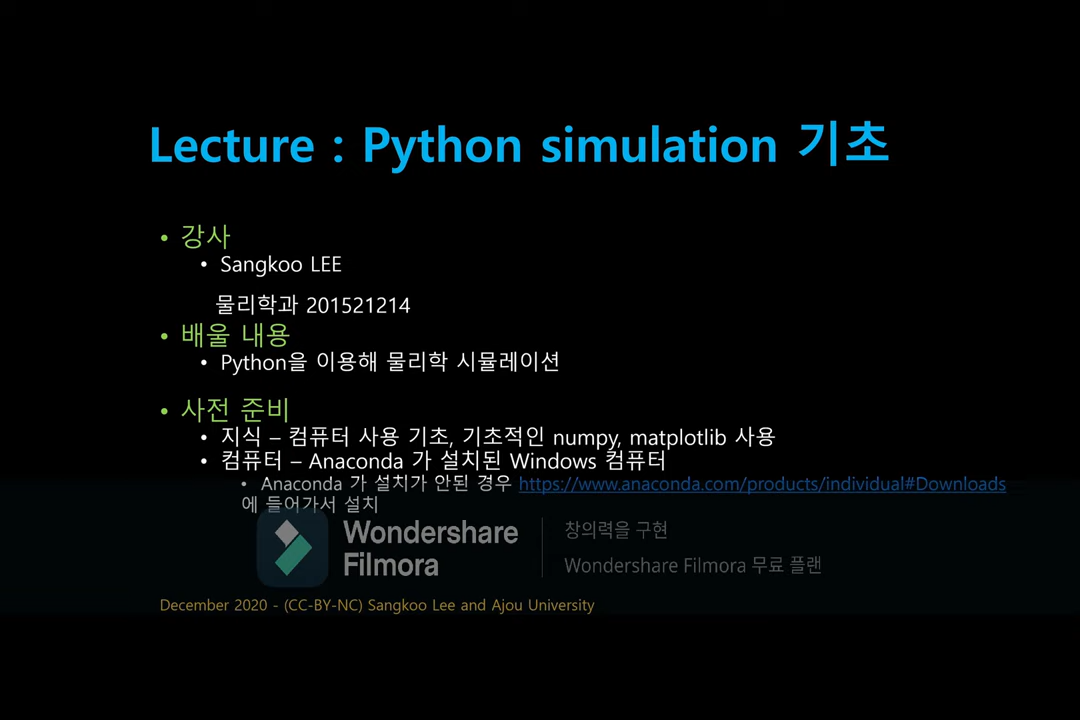 Lecture : Python simulation 기초
• 강사
• Sangkoo LEE
물리학과 201521214
• 배울 내용
• Python을 이용해 물리학 시뮬레이션
• 사전 준비
• 지식 – 컴퓨터 사용 기초, 기초적인 numpy, matplotlib 사용
• 컴퓨터 – Anaconda 가 설치된 Windows 컴퓨터
• Anaconda 가 설치가 안된 경우 https://www.anaconda.com/products/individual#Downloads
에 들어가서 설치
Wondershare
Filmora
창의력을 구현
Wondershare Filmora 무료 플랜
December 2020 - (CC-BY-NC) Sangkoo Lee and Ajou University